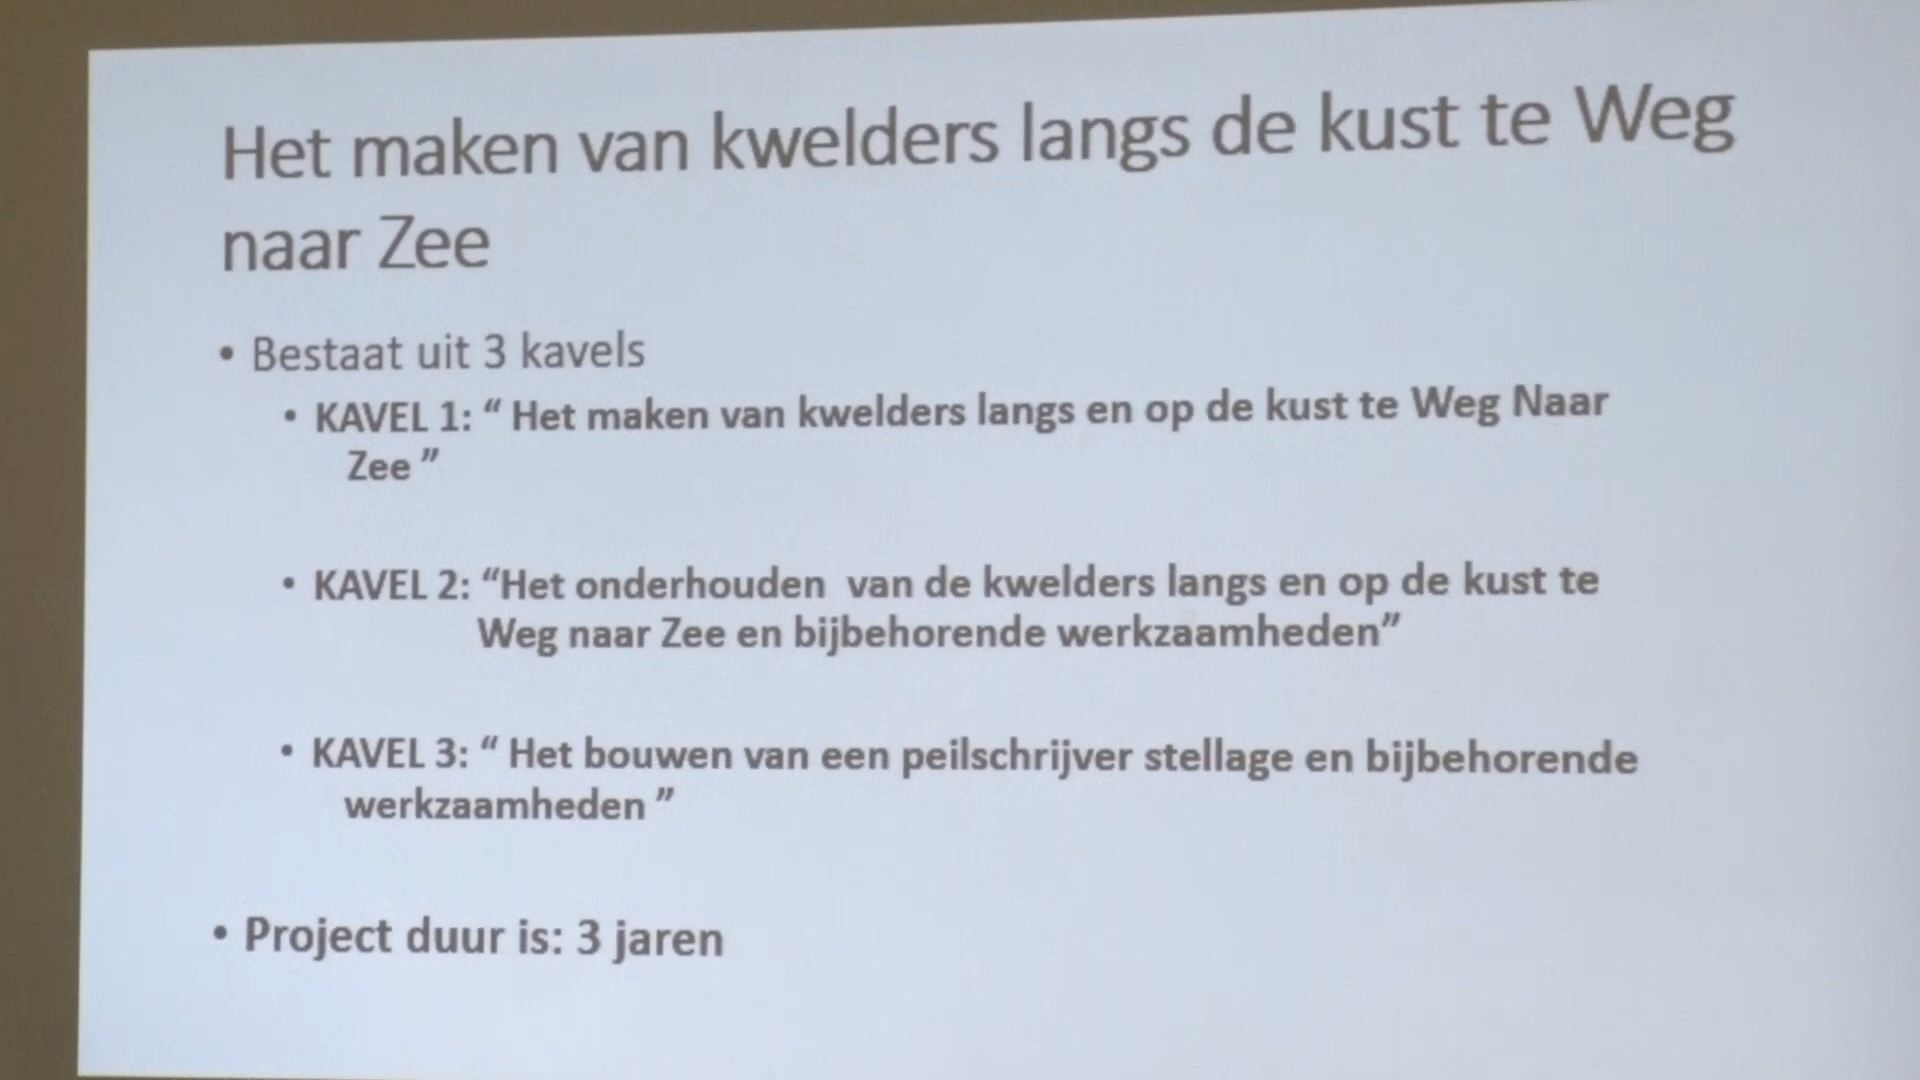 Het maken van kwelders langs de kust te Weg
naar Zee
• Bestaat uit 3 kavels
• KAVEL 1: “ Het maken van kwelders langs en op de kust te Weg Naar
Zee ”
• KAVEL 2: “Het onderhouden van de kwelders langs en op de kust te
Weg naar Zee en bijbehorende werkzaamheden”
• KAVEL 3: “ Het bouwen van een peilschrijver stellage en bijbehorende
werkzaamheden ”
• Project duur is: 3 jaren